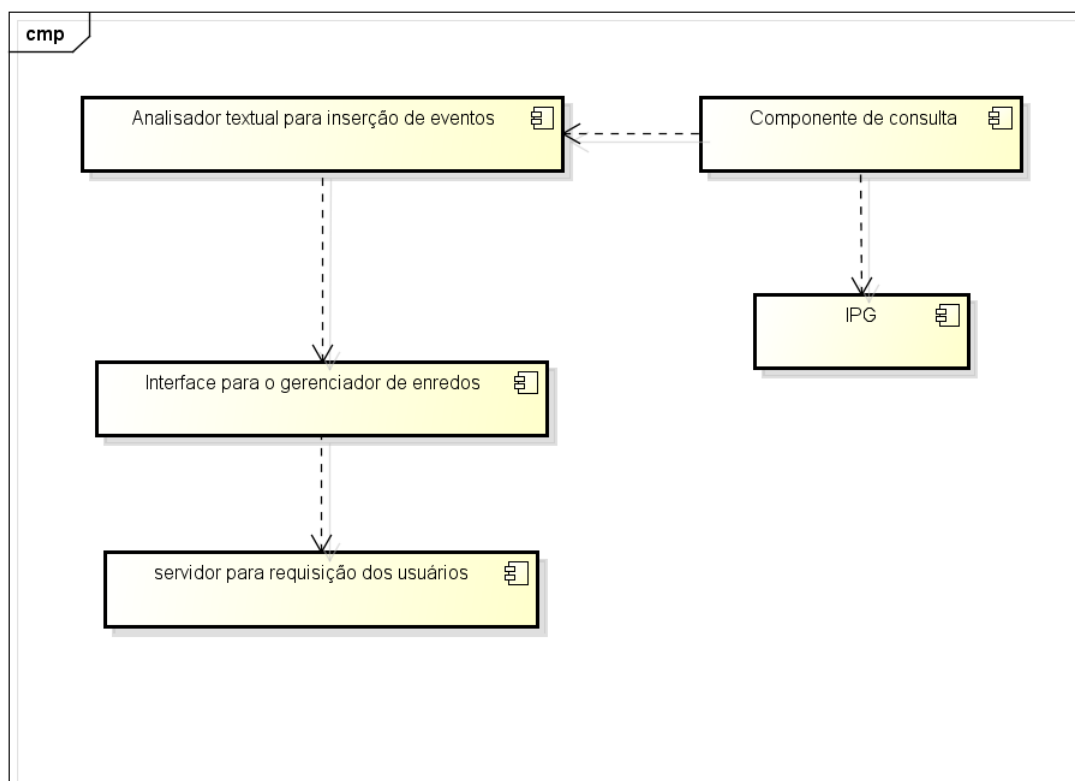 cmp
Analisador textual para inserção de eventos
Componente de consulta
IPG
Interface para o gerenciador de enredos
servidor para requisição dos usuários